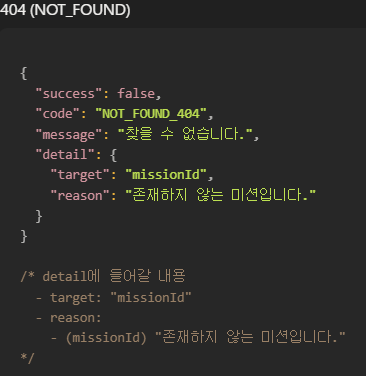 404 (NOT_FOUND)
{
"success": false,
"code": "NOT_FOUND_404",
"message": "찾을 수 없습니다.",
"detail": {
"target": "missionId",
"reason": "존재하지 않는 미션입니다."
}
}
/* detail에 들어갈 내용
- target: "missionId"
- reason:
- (missionId) "존재하지 않는 미션입니다."
*/